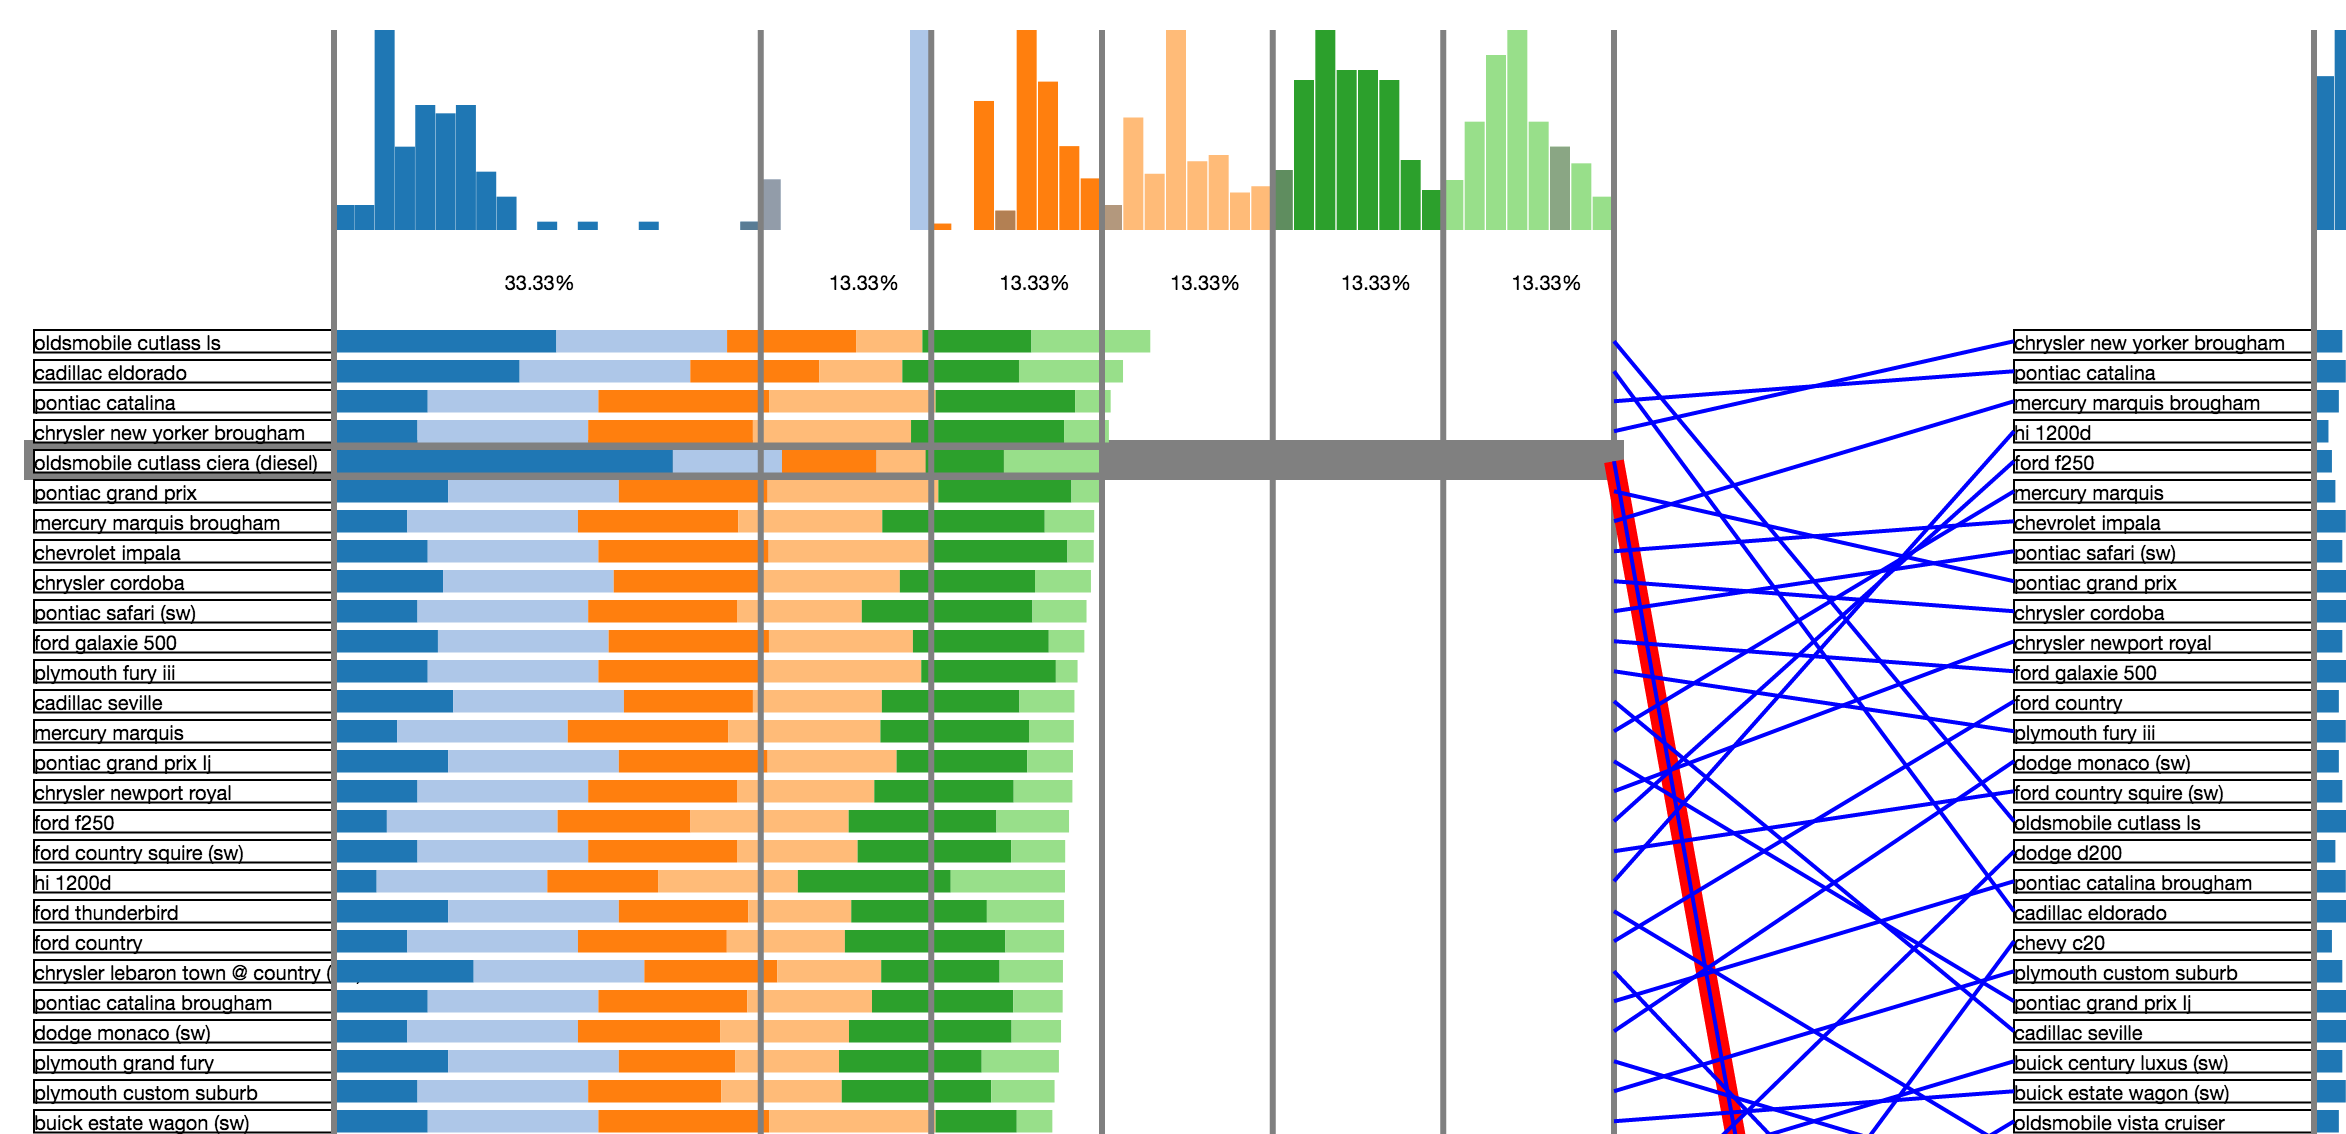 33.33% 13.33% 13.33% 13.33% 13.33% 13.33%
oldsmobile cutlass ls
cadillac eldorado
pontiac catalina
chrysler new yorker brougham
oldsmobile cutlass ciera (diesel)
pontiac grand prix
mercury marquis brougham
chevrolet impala
chrysler cordoba
pontiac safari (sw)
ford galaxie 500
plymouth fury iii
cadillac seville
mercury marquis
pontiac grand prix lj
chrysler newport royal
ford f250
ford country squire (sw)
hi 1200d
ford thunderbird
ford country
chrysler lebaron town @ country (
pontiac catalina brougham
dodge monaco (sw)
plymouth grand fury
plymouth custom suburb
buick estate wagon (sw)
chrysler new yorker brougham
pontiac catalina
mercury marquis brougham
hi 1200d
ford f250
mercury marquis
chevrolet impala
pontiac safari (sw)
pontiac grand prix
chrysler cordoba
chrysler newport royal
ford galaxie 500
ford country
plymouth fury iii
dodge monaco (sw)
ford country squire (sw)
oldsmobile cutlass ls
dodge d200
pontiac catalina brougham
cadillac eldorado
chevy c20
plymouth custom suburb
pontiac grand prix lj
cadillac seville
buick century luxus (sw)
buick estate wagon (sw)
oldsmobile vista cruiser